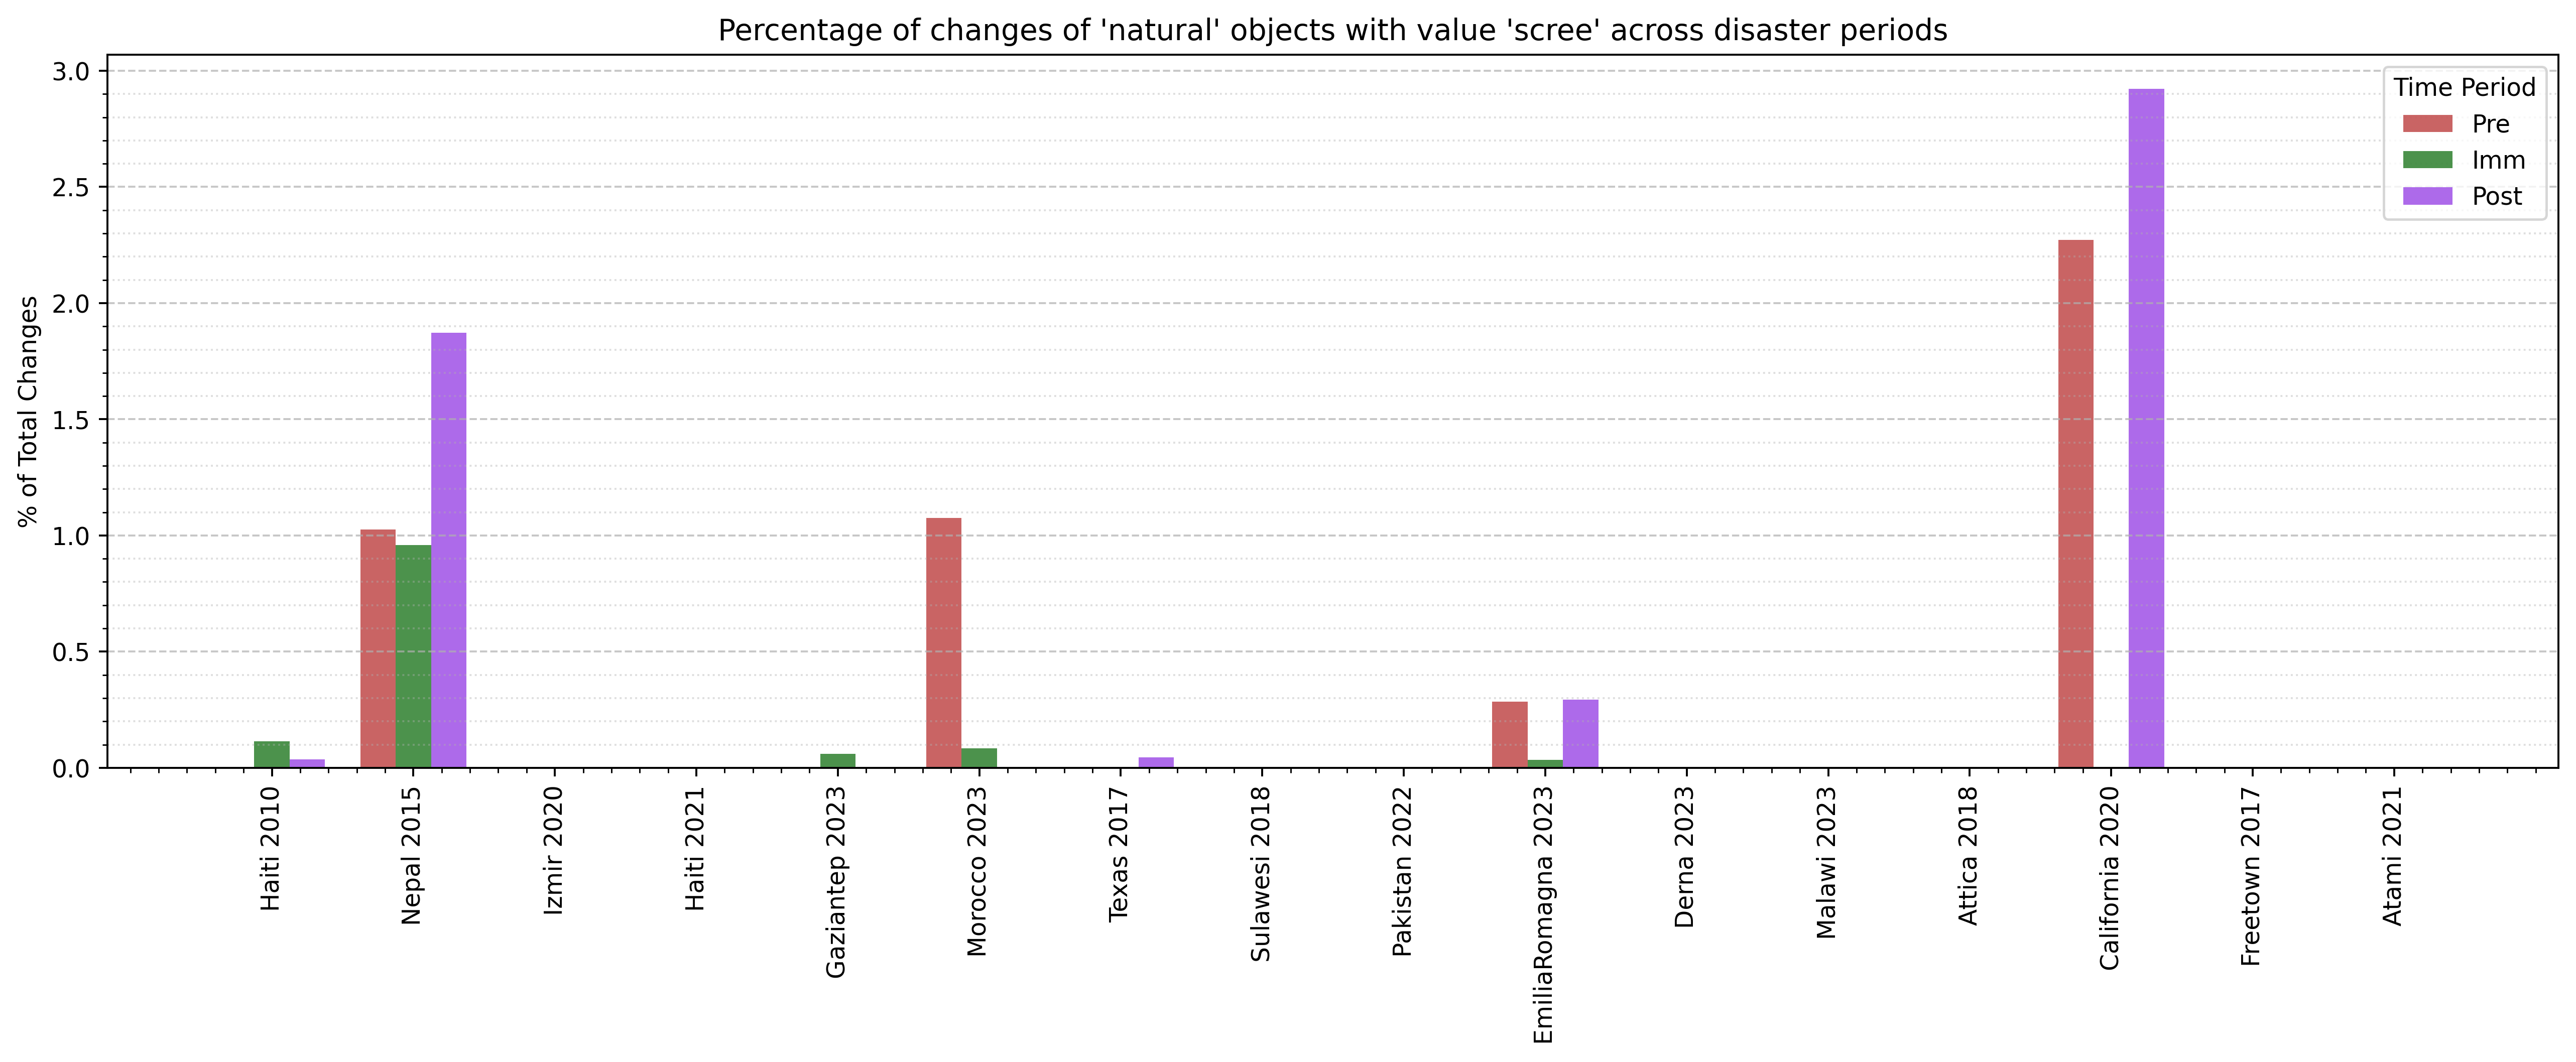 Percentage of changes of 'natural' objects with value 'scree' across disaster periods
% of Total Changes
3.0
2.5
2.0
1.5
1.0
0.5
0.0
Time Period
Pre
Imm
Post
Haiti 2010
Nepal 2015
Izmir 2020
Haiti 2021
Gaziantep 2023
Morocco 2023
Texas 2017
Sulawesi 2018
Pakistan 2022
EmiliaRomagna 2023
Derna 2023
Malawi 2023
Attica 2018
California 2020
Freetown 2017
Atami 2021